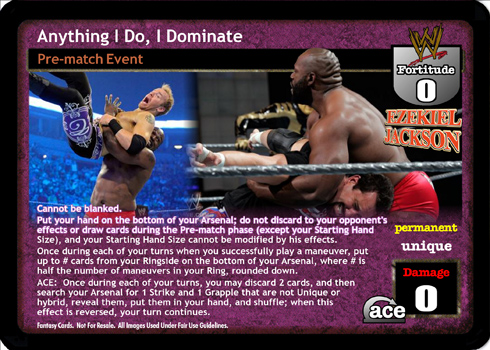 Anything I Do, I Dominate
Pre-match Event
W
Fortitude
0
EZEKIEL
JACKSON
Cannot be blanked.
Put your hand on the bottom of your Arsenal; do not discard to your opponent's
effects or draw cards during the Pre-match phase (except your Starting Hand
Size), and your Starting Hand Size cannot be modified by his effects.
Once during each of your turns when you successfully play a maneuver, put
up to # cards from your Ringside on the bottom of your Arsenal, where # is
half the number of maneuvers in your Ring, rounded down.
ACE: Once during each of your turns, you may discard 2 cards, and then
search your Arsenal for 1 Strike and 1 Grapple that are not Unique or
hybrid, reveal them, put them in your hand, and shuffle; when this
effect is reversed, your turn continues.
permanent
unique
Damage
0
ace
Fantasy Cards. Not For Resale. All Images Used Under Fair Use Guidelines.